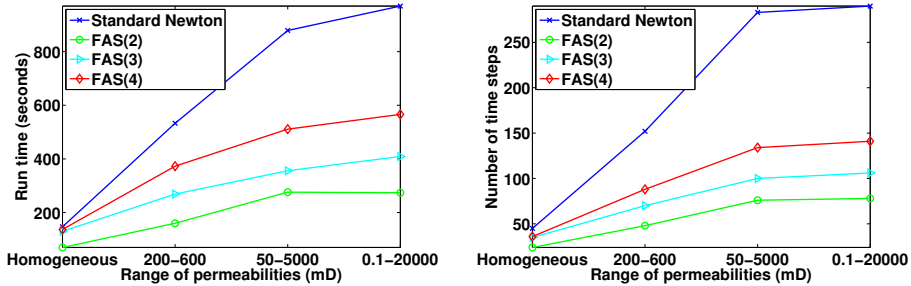 Standard Newton
FAS(2)
FAS(3)
FAS(4)
800
600
400
200
Run time (seconds)
Homogeneous 200−600 50−5000 0.1−20000
Range of permeabilities (mD)
Standard Newton
FAS(2)
FAS(3)
FAS(4)
250
200
150
100
50
Number of time steps
Homogeneous 200−600 50−5000 0.1−20000
Range of permeabilities (mD)